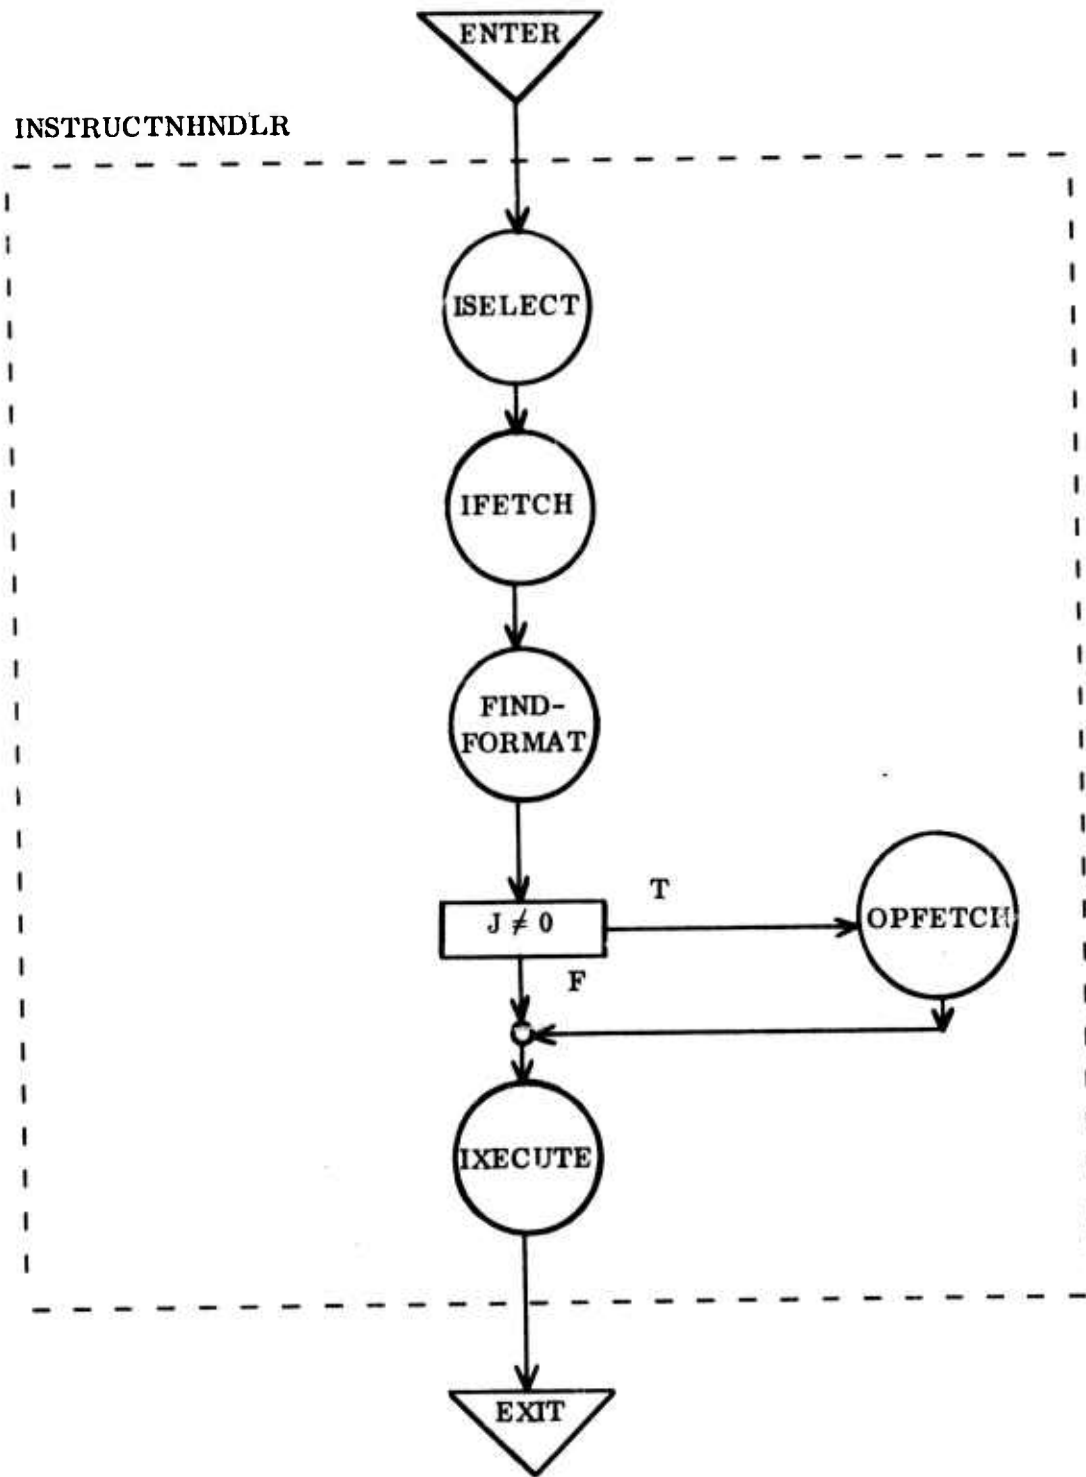 ENTER
INSTRUCTNHNDLR
ISELECT
IFETCH
FIND-
FORMAT
J ≠ 0
T
OPFETCH
F
IXECUTE
EXIT